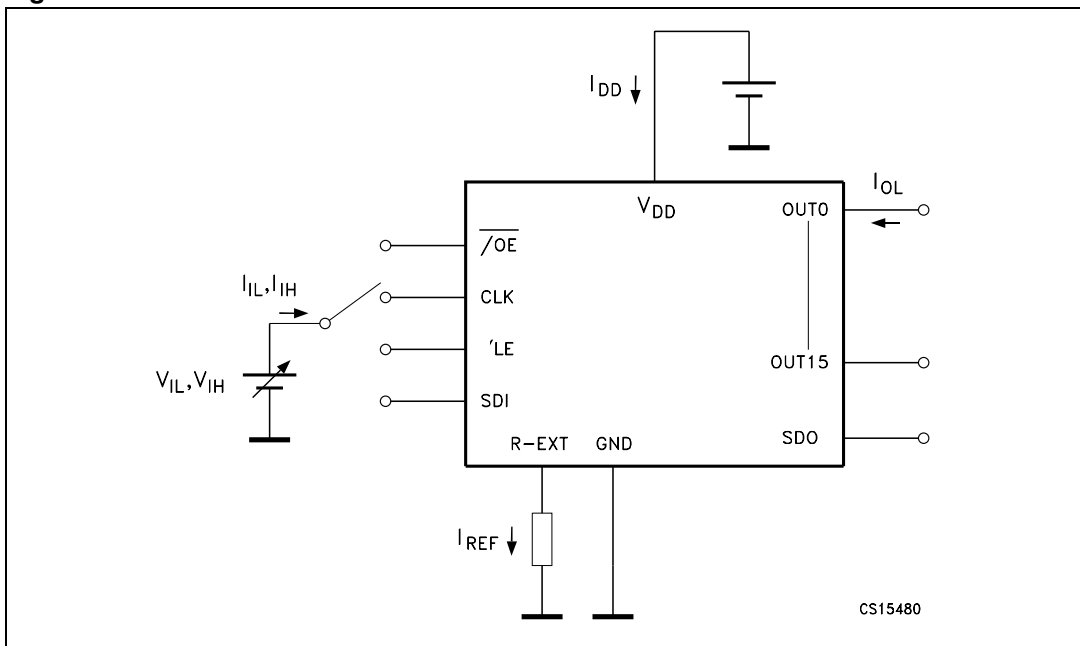 I_DD
V_DD
OUT0
I_OL
/OE
I_IL,I_IH
CLK
'LE
OUT15
V_IL,V_IH
SDI
SDO
R-EXT GND
I_REF
CS15480